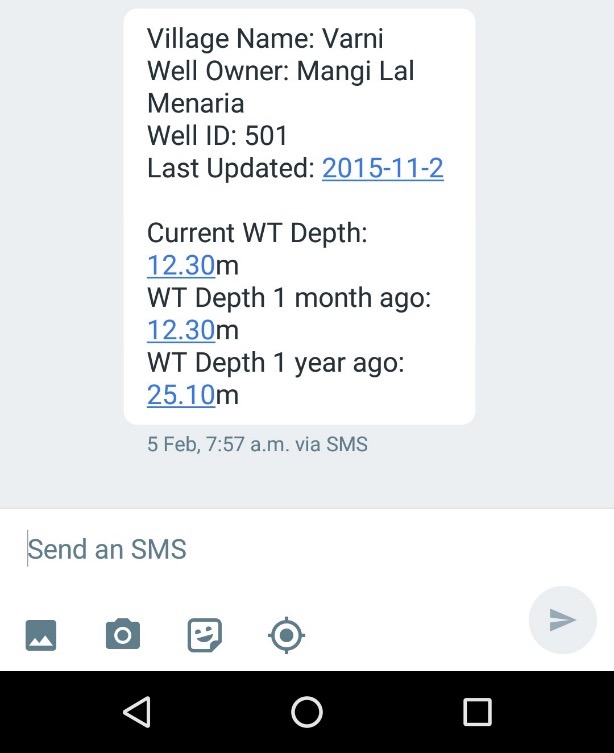 Village Name: Varni
Well Owner: Mangi Lal
Menaria
Well ID: 501
Last Updated: 2015-11-2
Current WT Depth:
12.30m
WT Depth 1 month ago:
12.30m
WT Depth 1 year ago:
25.10m
5 Feb, 7:57 a.m. via SMS
Send an SMS